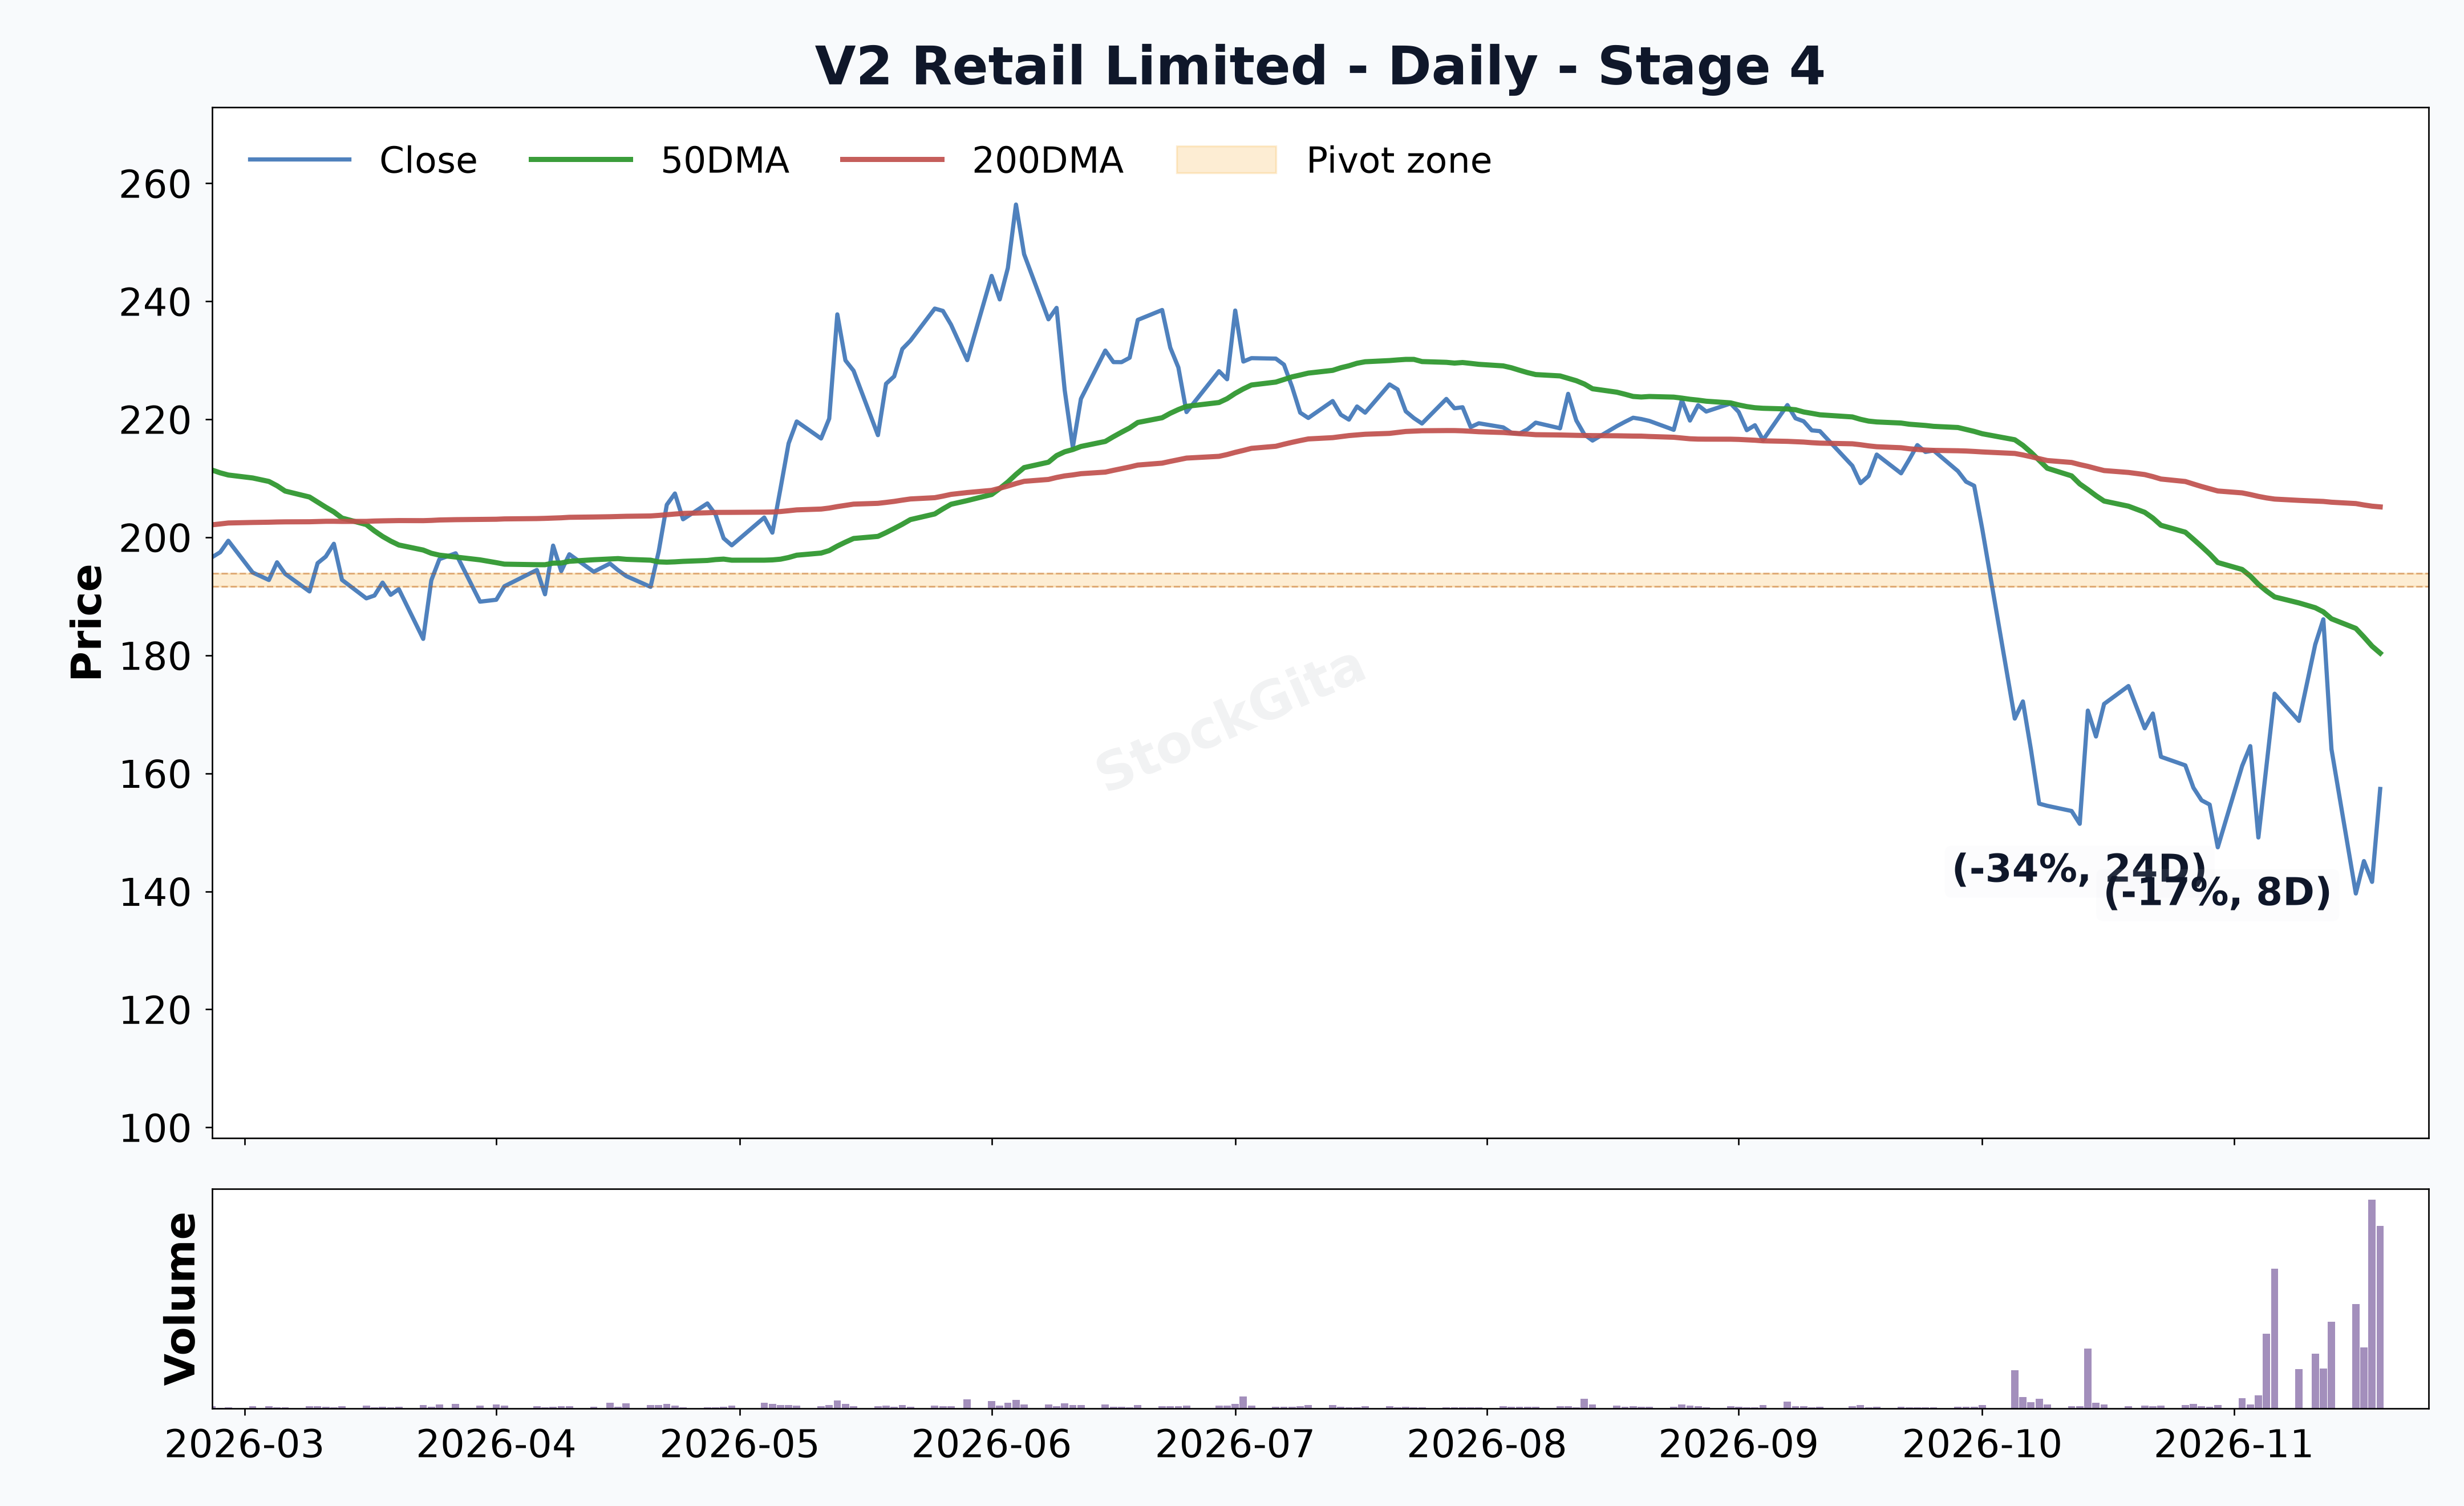 V2 Retail Limited - Daily - Stage 4
Close 50DMA 200DMA Pivot zone
260
240
220
200
180
160
140
120
100
Price
StockGita
(-34%, 24D)
(-17%, 8D)
Volume
2026-03 2026-04 2026-05 2026-06 2026-07 2026-08 2026-09 2026-10 2026-11